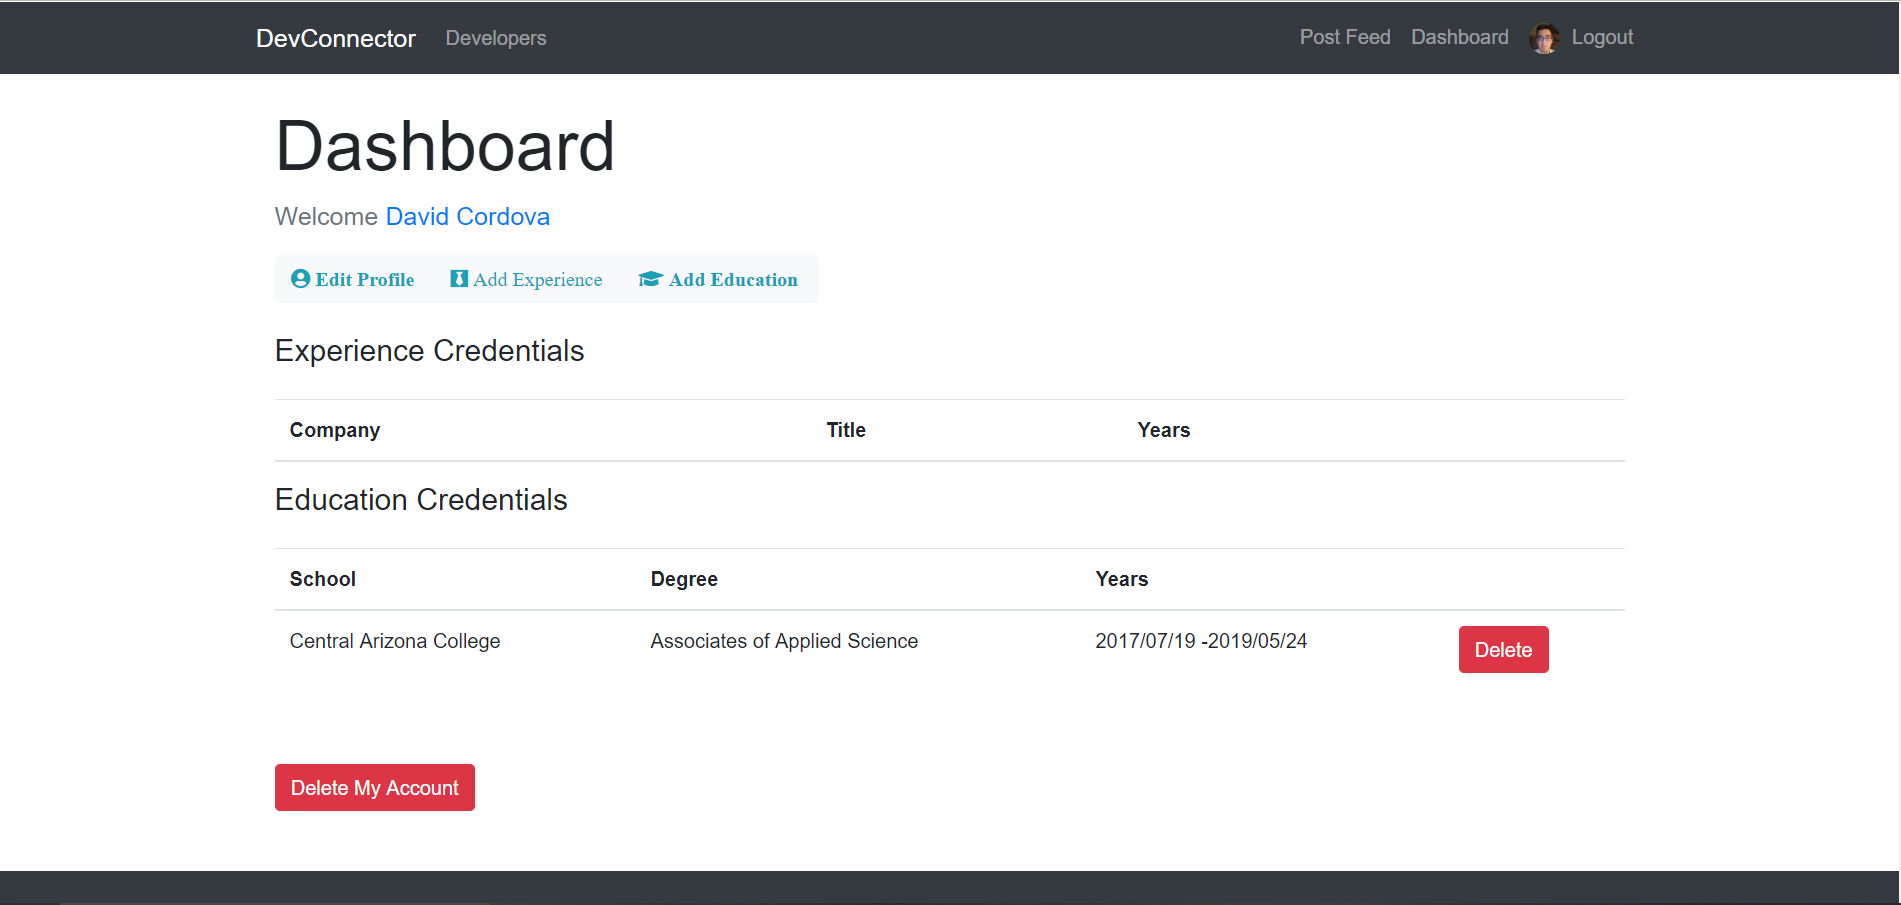 DevConnector Developers Post Feed Dashboard Logout
Dashboard
Welcome David Cordova
Edit Profile Add Experience Add Education
Experience Credentials
Company Title Years
Education Credentials
School Degree Years
Central Arizona College Associates of Applied Science 2017/07/19 -2019/05/24 Delete
Delete My Account